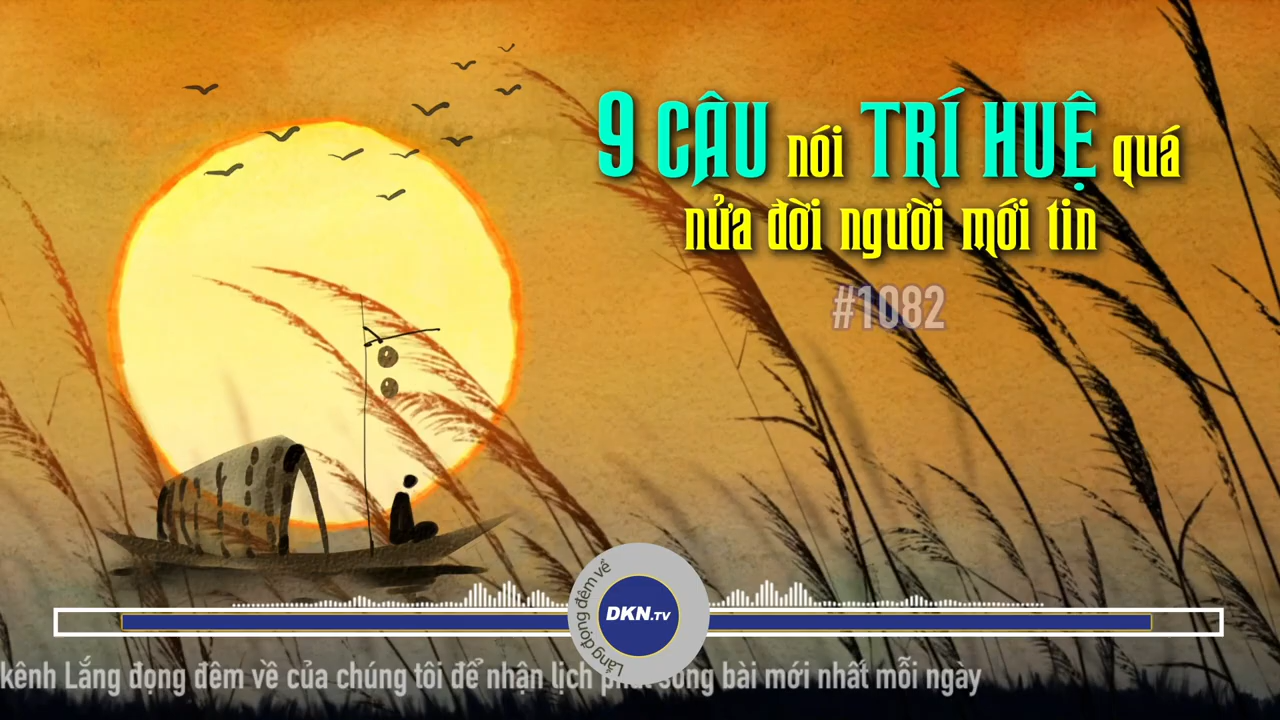 9 CÂU nói TRÍ HUỆ quá
nửa đời người mới tin
#1082
Lắng đọng đêm về
DKN.TV
kênh Lắng đọng đêm về của chúng tôi để nhận lịch phát sóng bài mới nhất mỗi ngày